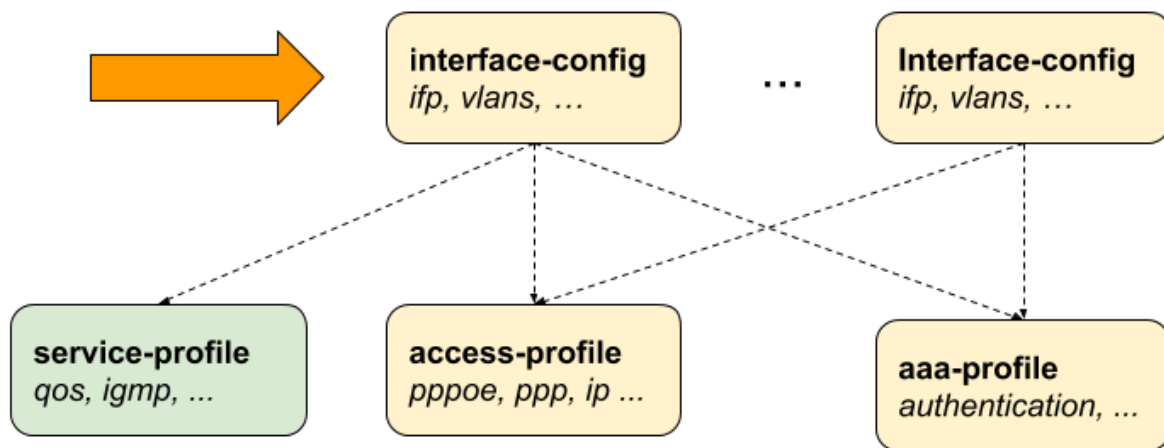 interface-config
ifp, vlans, …
...
Interface-config
ifp, vlans, …
service-profile
qos, igmp, ...
access-profile
pppoe, ppp, ip ...
aaa-profile
authentication, ...